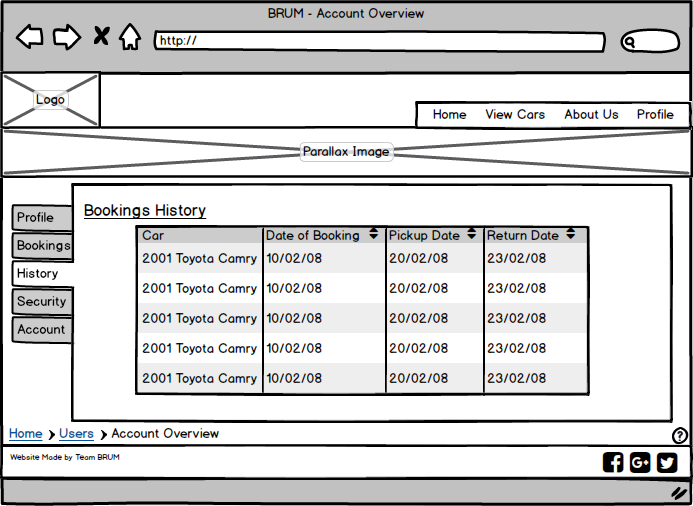 BRUM - Account Overview
http://
Logo
Home View Cars About Us Profile
Parallax Image
Profile
Bookings
History
Security
Account
Bookings History
Car Date of Booking Pickup Date Return Date
2001 Toyota Camry 10/02/08 20/02/08 23/02/08
2001 Toyota Camry 10/02/08 20/02/08 23/02/08
2001 Toyota Camry 10/02/08 20/02/08 23/02/08
2001 Toyota Camry 10/02/08 20/02/08 23/02/08
2001 Toyota Camry 10/02/08 20/02/08 23/02/08
Home Users Account Overview
?
Website Made by Team BRUM